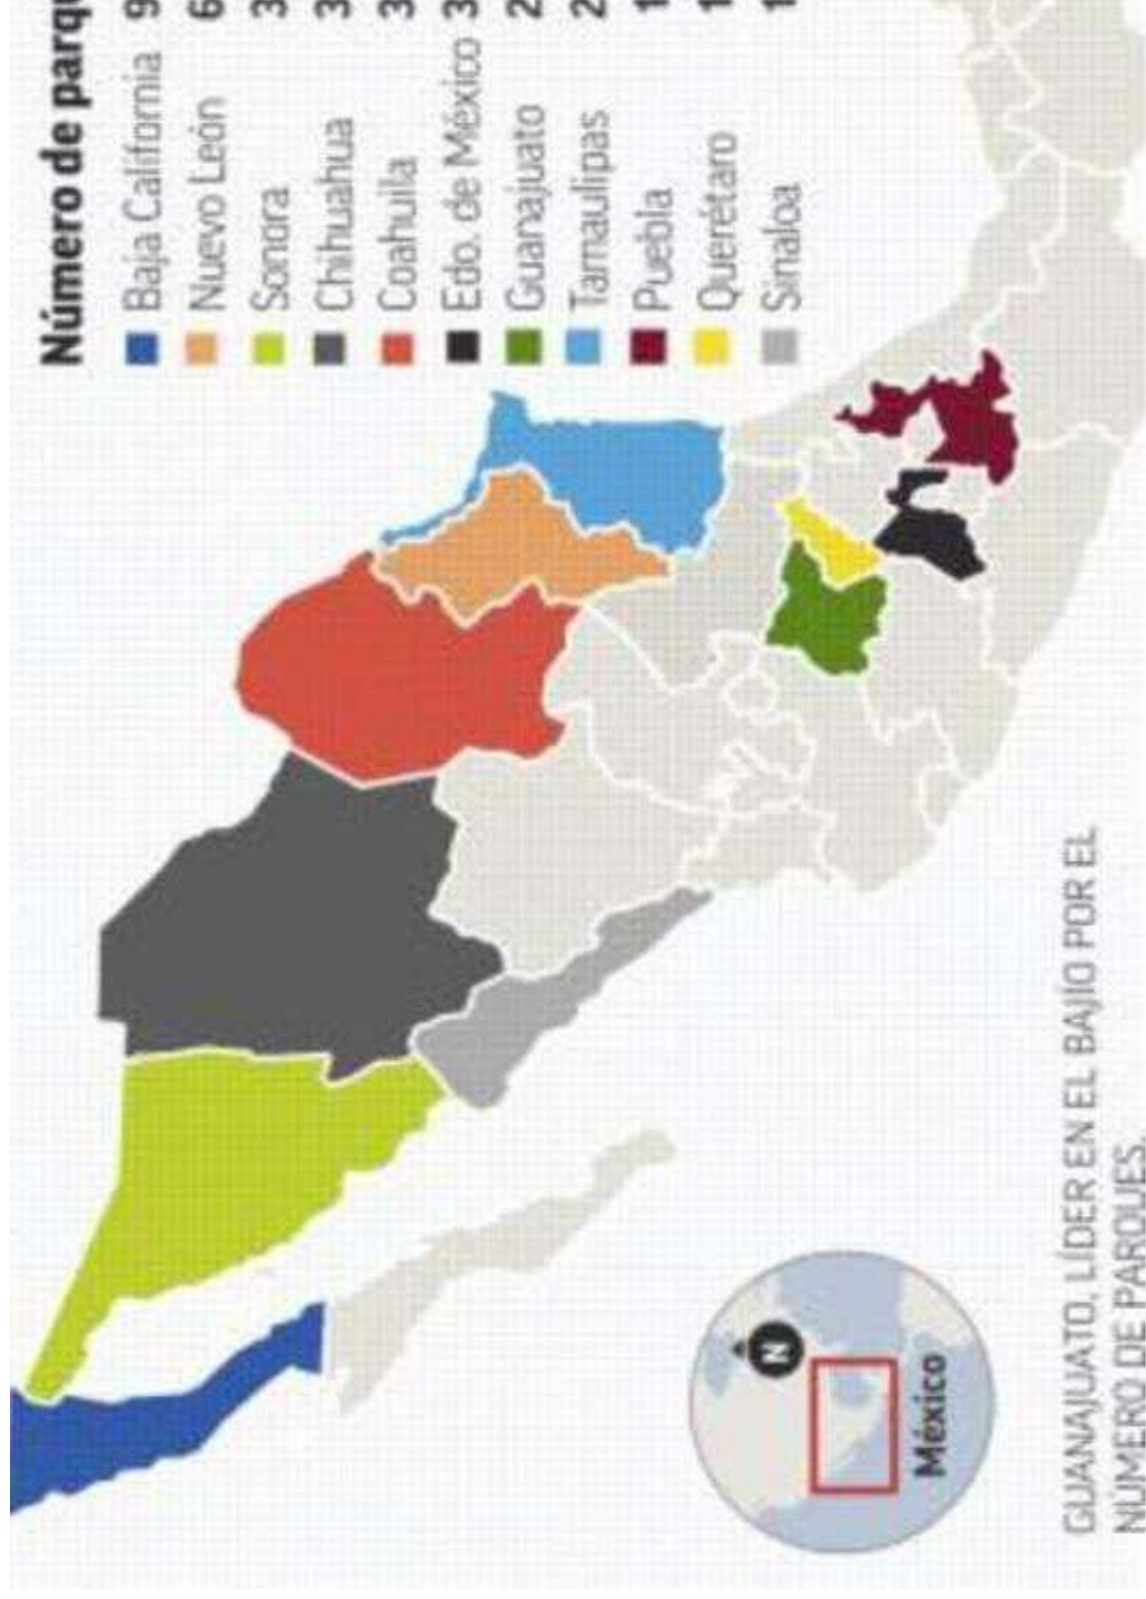 Número de parqu
Baja California 9
Nuevo León 6
Sonora 3
Chihuahua 3
Coahuila 3
Edo. de México 3
Guanajuato 2
Tamaulipas 2
Puebla 1
Querétaro 1
Sinaloa 1
N
México
GUANAJUATO, LÍDER EN EL BAJÍO POR EL
NÚMERO DE PARQUES